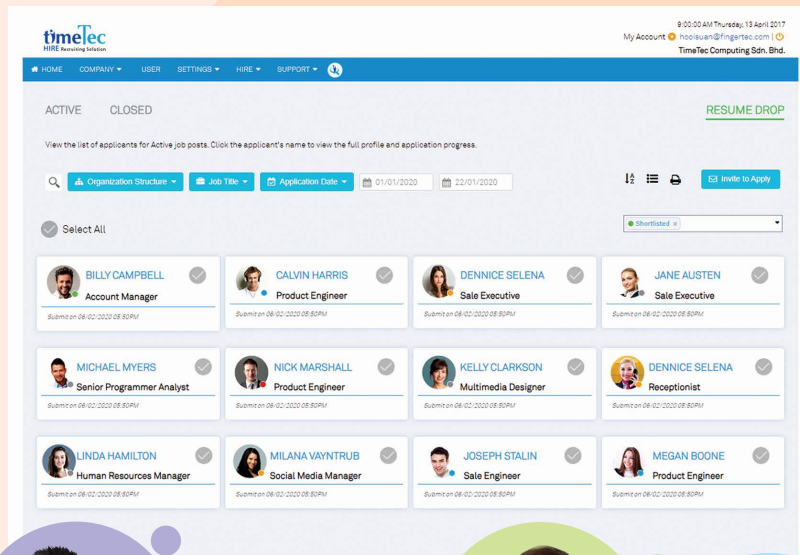 9:00:00 AM Thursday, 13 April 2017
timeTec
HIRE Recruiting Solution
My Account hooisuan@fingertec.com |
TimeTec Computing Sdn. Bhd.
HOME COMPANY USER SETTINGS HIRE SUPPORT
ACTIVE CLOSED RESUME DROP
View the list of applicants for Active job posts. Click the applicant's name to view the full profile and application progress.
Organization Structure Job Title Application Date 01/01/2020 22/01/2020 Invite to Apply
Select All Shortlisted x
BILLY CAMPBELL CALVIN HARRIS DENNICE SELENA JANE AUSTEN
Account Manager Product Engineer Sale Executive Sale Executive
Submit on 06/02/2020 05:50PM Submit on 06/02/2020 05:50PM Submit on 06/02/2020 05:50PM Submit on 06/02/2020 05:50PM
MICHAEL MYERS NICK MARSHALL KELLY CLARKSON DENNICE SELENA
Senior Programmer Analyst Product Engineer Multimedia Designer Receptionist
Submit on 06/02/2020 05:50PM Submit on 06/02/2020 05:50PM Submit on 06/02/2020 05:50PM Submit on 06/02/2020 05:50PM
LINDA HAMILTON MILANA VAYNTRUB JOSEPH STALIN MEGAN BOONE
Human Resources Manager Social Media Manager Sale Engineer Product Engineer
Submit on 06/02/2020 05:50PM Submit on 06/02/2020 05:50PM Submit on 06/02/2020 05:50PM Submit on 06/02/2020 05:50PM